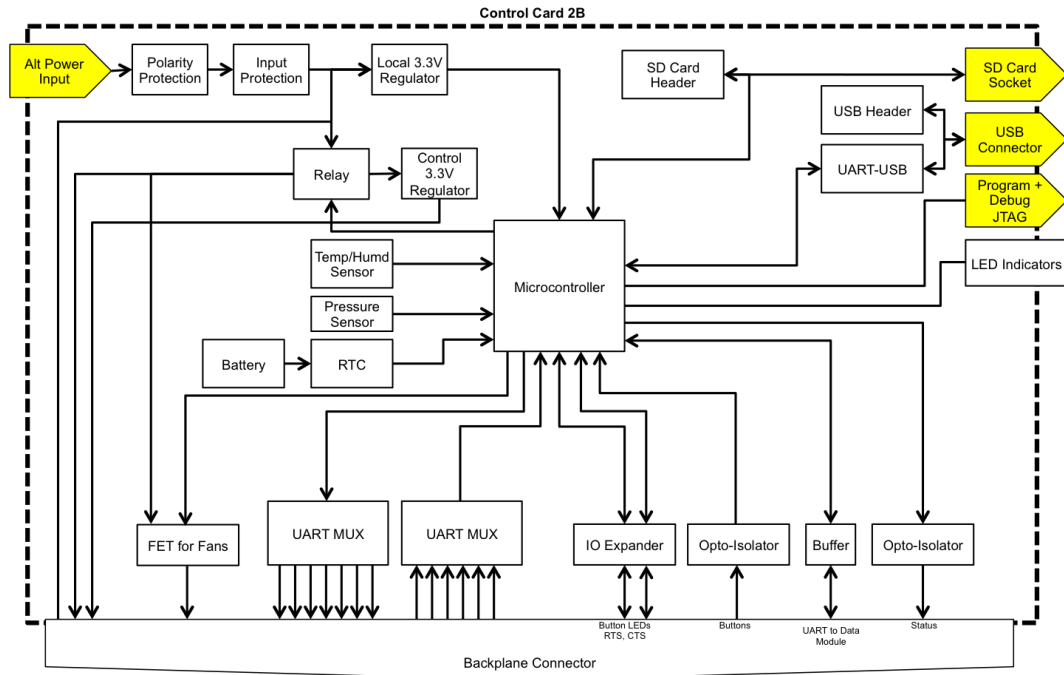 Control Card 2B
Alt Power
Input
Polarity
Protection
Input
Protection
Local 3.3V
Regulator
SD Card
Header
SD Card
Socket
USB Header
USB
Connector
Relay
Control
3.3V
Regulator
UART-USB
Program +
Debug
JTAG
Temp/Humd
Sensor
Microcontroller
LED Indicators
Pressure
Sensor
Battery
RTC
FET for Fans
UART MUX
UART MUX
IO Expander
Opto-Isolator
Buffer
Opto-Isolator
Button LEDs
RTS, CTS
Buttons
UART to Data
Module
Status
Backplane Connector